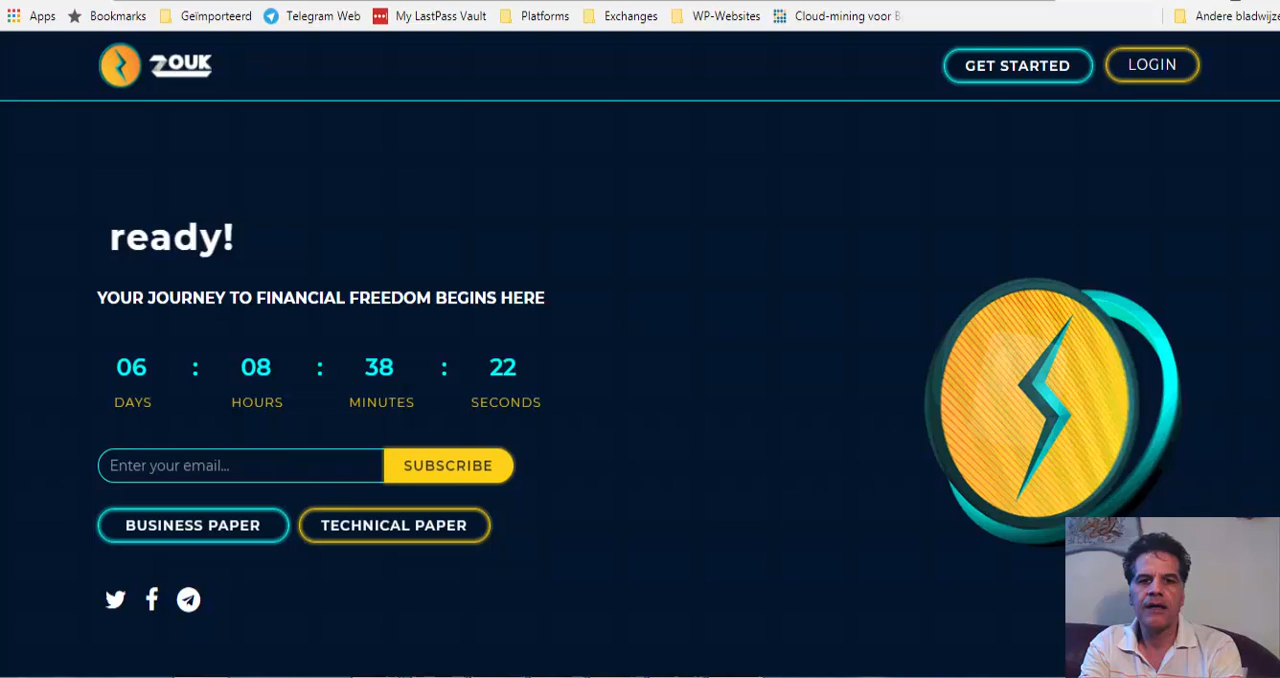 Apps Bookmarks Geïmporteerd Telegram Web My LastPass Vault Platforms Exchanges WP-Websites Cloud-mining voor B Andere bladwijze
ZOUK GET STARTED LOGIN
ready!
YOUR JOURNEY TO FINANCIAL FREEDOM BEGINS HERE
06 : 08 : 38 : 22
DAYS HOURS MINUTES SECONDS
Enter your email... SUBSCRIBE
BUSINESS PAPER TECHNICAL PAPER